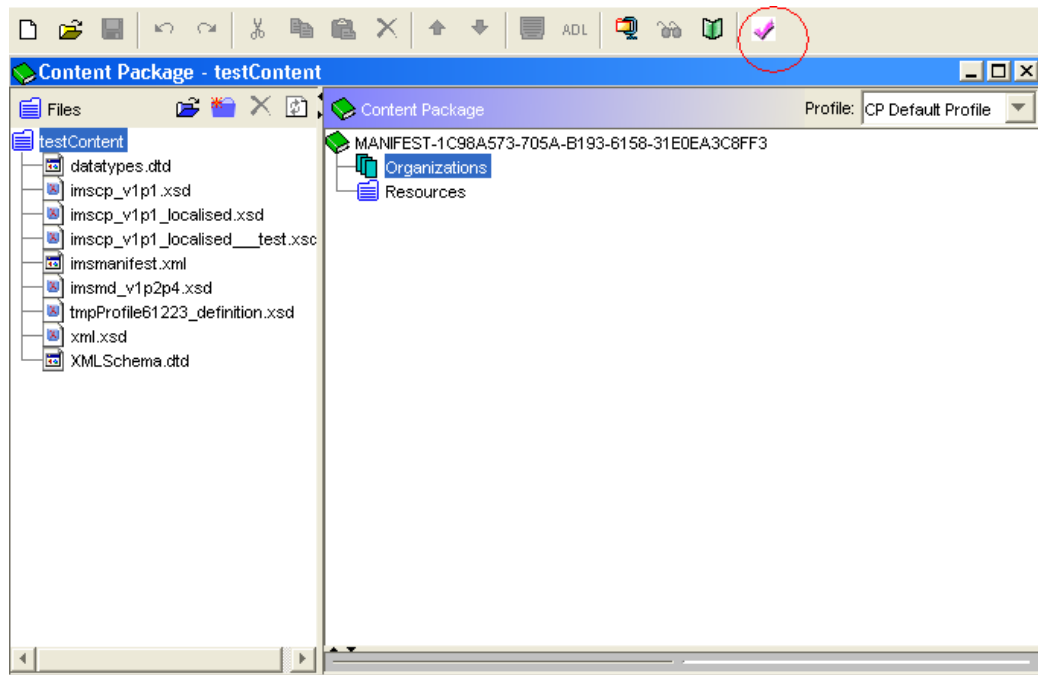 ADL
Content Package - testContent
Files
Content Package
Profile: CP Default Profile
testContent
datatypes.dtd
imscp_v1p1.xsd
imscp_v1p1_localised.xsd
imscp_v1p1_localised___test.xsc
imsmanifest.xml
imsmd_v1p2p4.xsd
tmpProfile61223_definition.xsd
xml.xsd
XMLSchema.dtd
MANIFEST-1C98A573-705A-B193-6158-31E0EA3C8FF3
Organizations
Resources